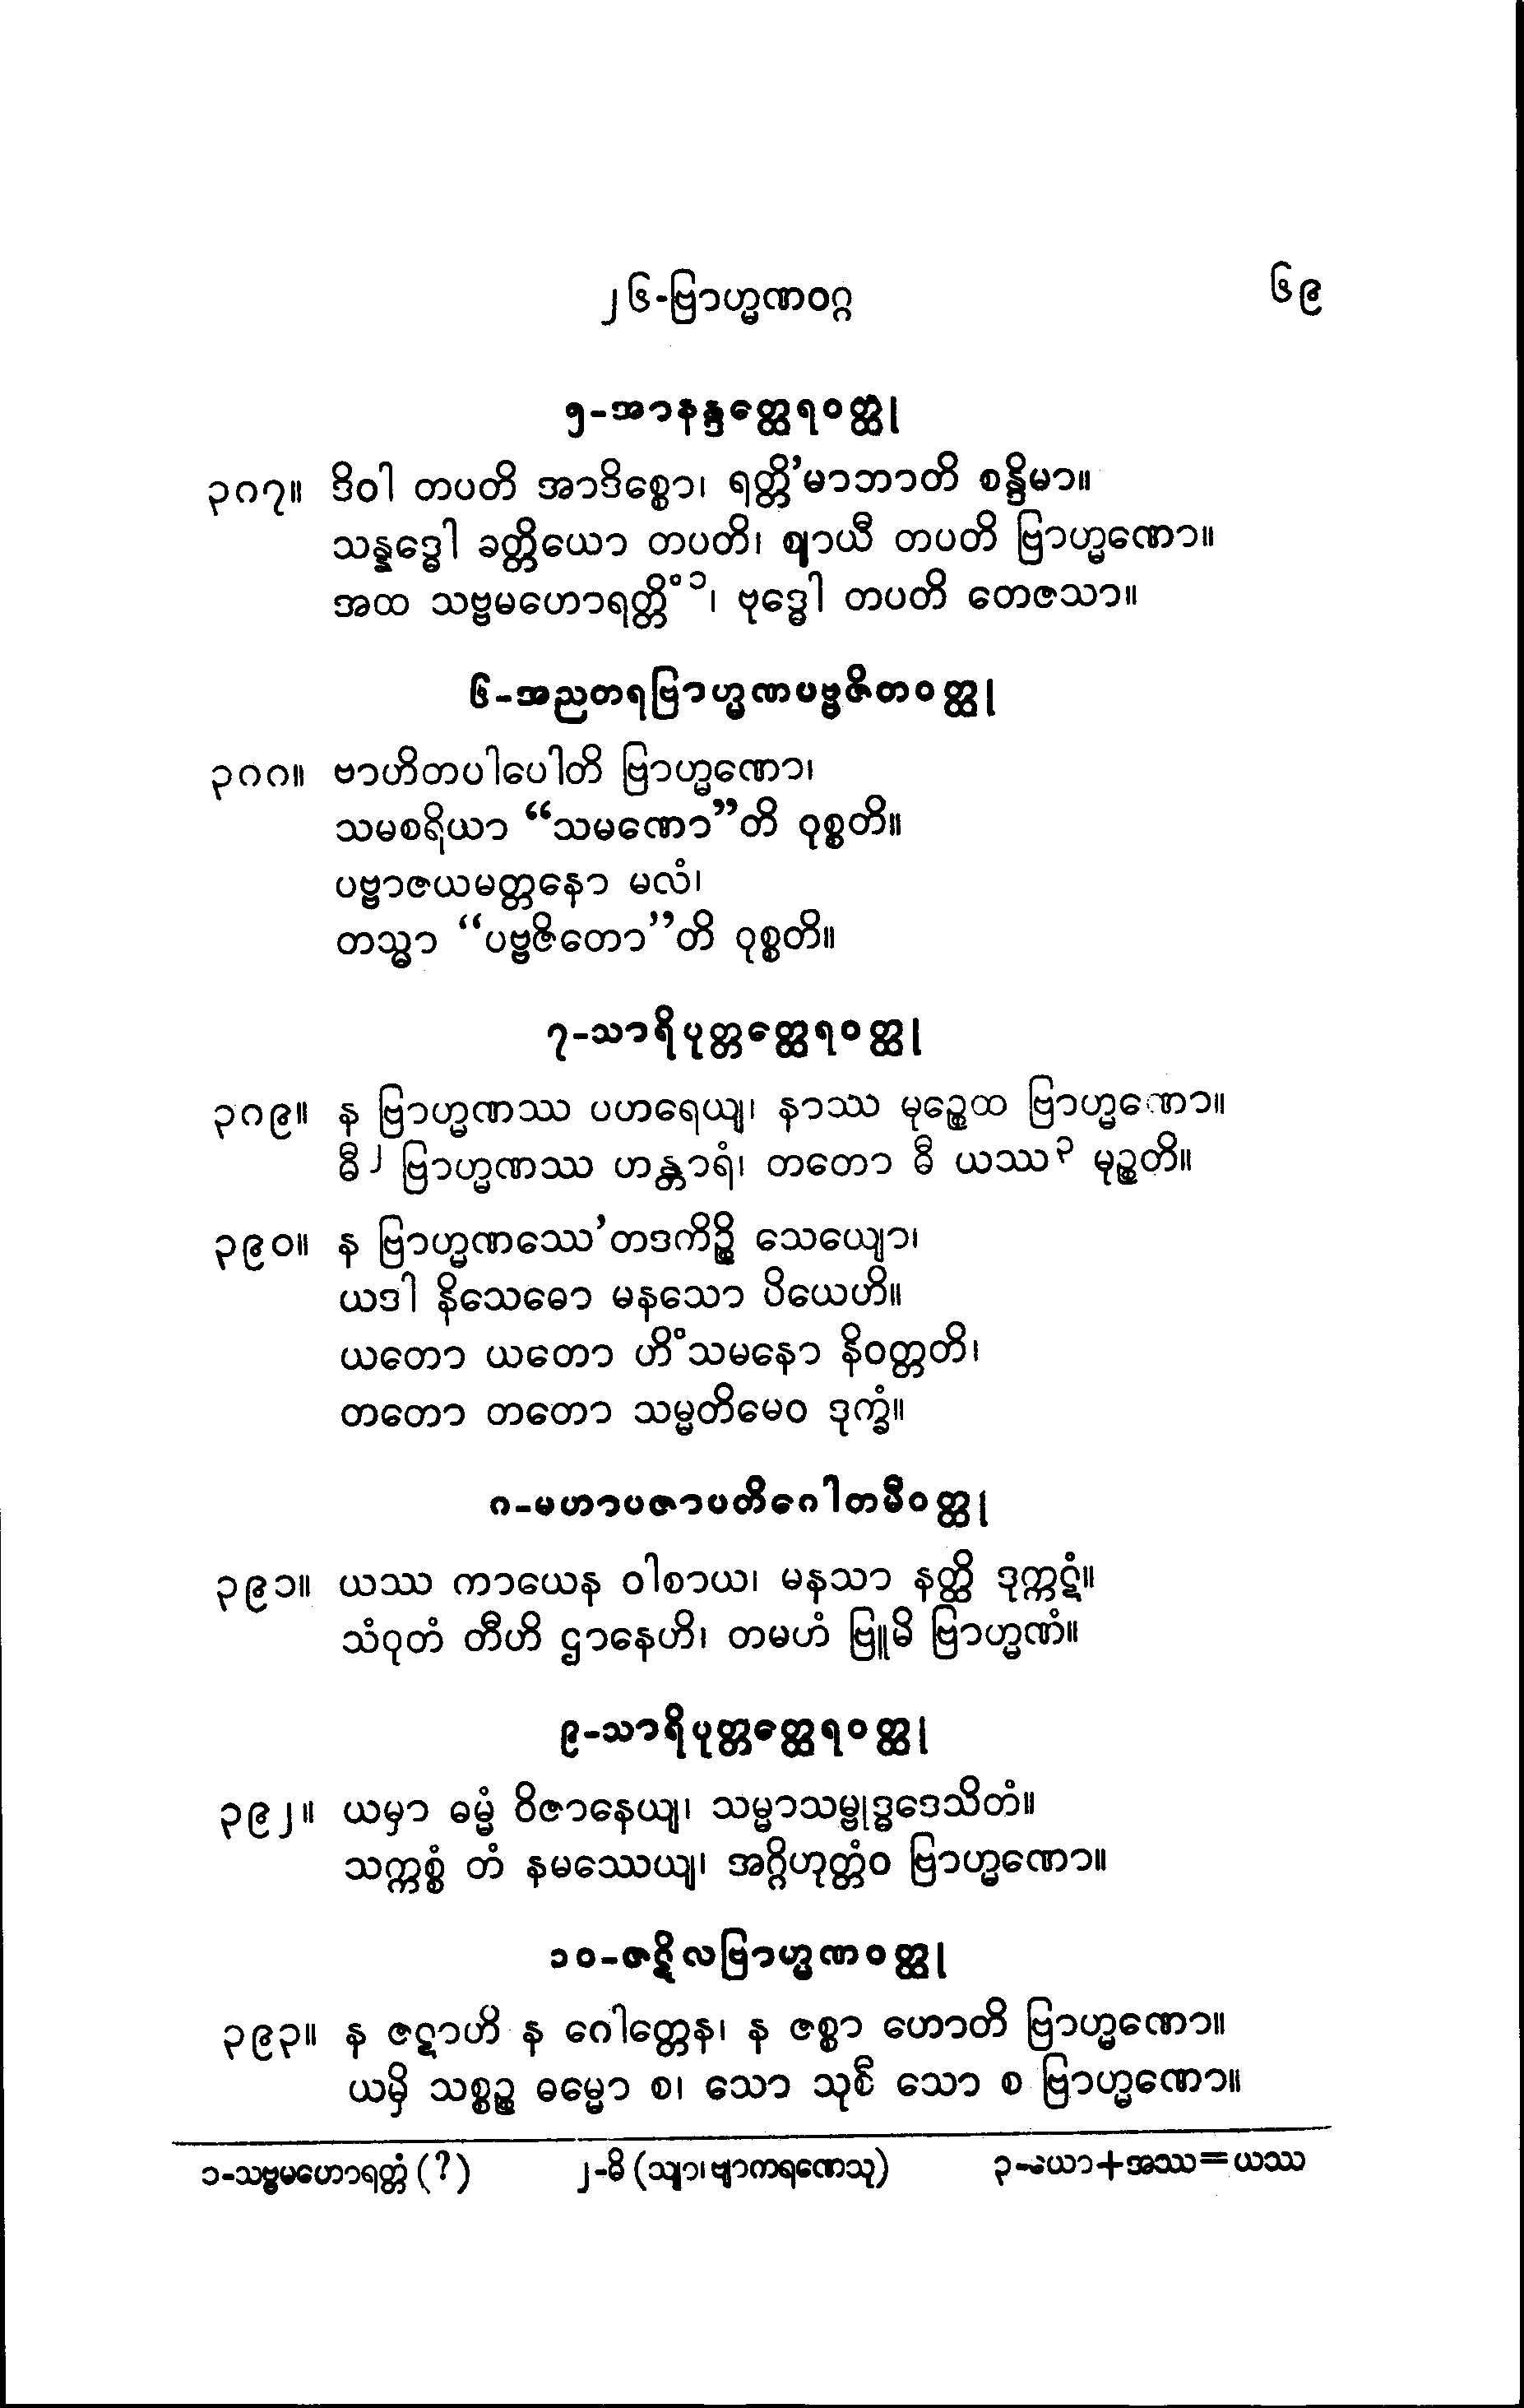 ၂၆-ဗြာဟ္မဏဝဂ္ဂ ၆၉
၅-အာနန္ဒတ္ထေရဝတ္ထု
၃၈၇။ ဒိဝါ တပတိ အာဒိစ္စော၊ ရတ္တိ’မာဘာတိ စန္ဒိမာ။
သန္နဒ္ဓေါ ခတ္တိယော တပတိ၊ ဈာယီ တပတိ ဗြာဟ္မဏော။
အထ သဗ္ဗမဟောရတ္တိံ ၁၊ ဗုဒ္ဓေါ တပတိ တေဇသာ။
၆-အညတရဗြာဟ္မဏပဗ္ဗဇိတဝတ္ထု
၃၈၈။ ဗာဟိတပါပေါတိ ဗြာဟ္မဏော၊
သမစရိယာ “သမဏော”တိ ဝုစ္စတိ။
ပဗ္ဗာဇယမတ္တနော မလံ၊
တသ္မာ “ပဗ္ဗဇိတော”တိ ဝုစ္စတိ။
၇-သာရိပုတ္တတ္ထေရဝတ္ထု
၃၈၉။ န ဗြာဟ္မဏဿ ပဟရေယျ၊ နာဿ မုဉ္စေထ ဗြာဟ္မဏော။
ဓီ၂ ဗြာဟ္မဏဿ ဟန္တာရံ၊ တတော ဓီ ယဿ၃ မုဉ္စတိ။
၃၉၀။ န ဗြာဟ္မဏဿေ’တဒကိဉ္စိ သေယျော၊
ယဒါ နိသေဓော မနသော ပိယေဟိ။
ယတော ယတော ဟိံသမနော နိဝတ္တတိ၊
တတော တတော သမ္မတိမေဝ ဒုက္ခံ။
၈-မဟာပဇာပတိဂေါတမီဝတ္ထု
၃၉၁။ ယဿ ကာယေန ဝါစာယ၊ မနသာ နတ္ထိ ဒုက္ကဋံ။
သံဝုတံ တီဟိ ဌာနေဟိ၊ တမဟံ ဗြူမိ ဗြာဟ္မဏံ။
၉-သာရိပုတ္တတ္ထေရဝတ္ထု
၃၉၂။ ယမှာ ဓမ္မံ ဝိဇာနေယျ၊ သမ္မာသမ္ဗုဒ္ဓဒေသိတံ။
သက္ကစ္စံ တံ နမဿေယျ၊ အဂ္ဂိဟုတ္တံဝ ဗြာဟ္မဏော။
၁၀-ဇဋိလဗြာဟ္မဏဝတ္ထု
၃၉၃။ န ဇဋာဟိ န ဂေါတ္တေန၊ န ဇစ္စာ ဟောတိ ဗြာဟ္မဏော။
ယမှိ သစ္စဉ္စ ဓမ္မော စ၊ သော သုစီ သော စ ဗြာဟ္မဏော။
၁-သဗ္ဗမဟောရတ္တံ (?) ၂-ဓိ (သျာ၊ ဗျာကရဏေသု) ၃-ယော+အဿ=ယဿ